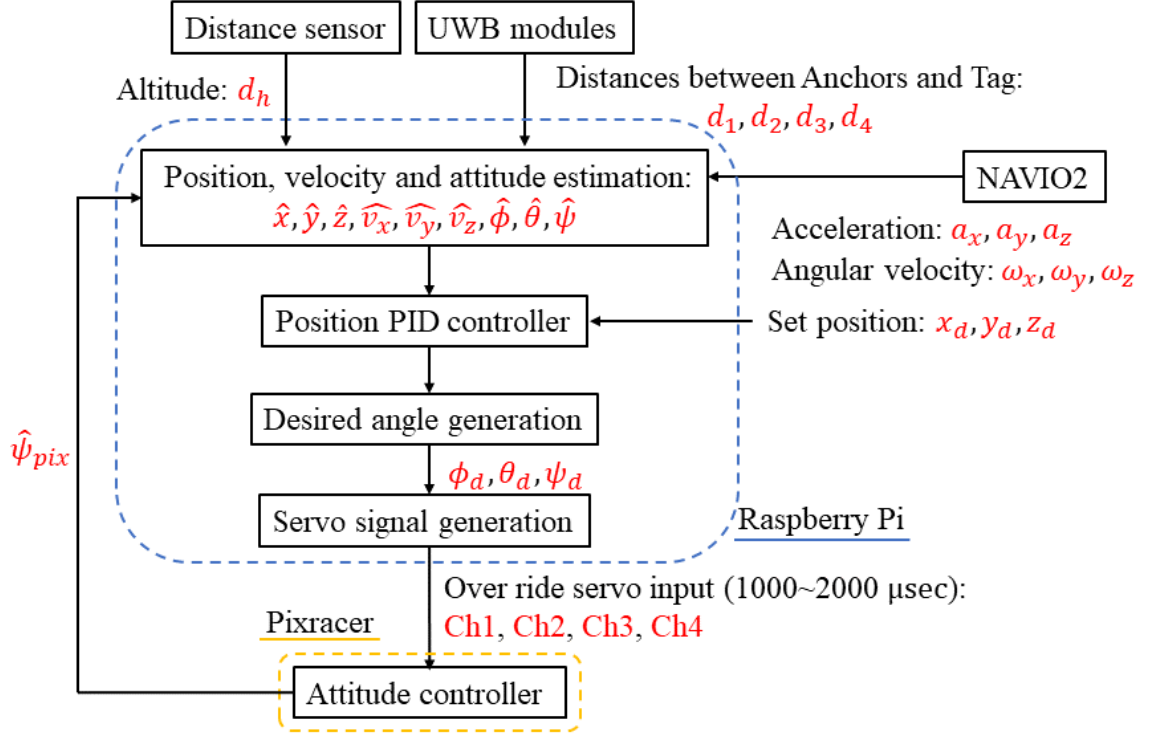 Distance sensor
UWB modules
Altitude: d_h
Distances between Anchors and Tag:
d_1, d_2, d_3, d_4
Position, velocity and attitude estimation:
x̂, ŷ, ẑ, v̂_x, v̂_y, v̂_z, ϕ̂, θ̂, ψ̂
NAVIO2
Acceleration: a_x, a_y, a_z
Angular velocity: ω_x, ω_y, ω_z
Position PID controller
Set position: x_d, y_d, z_d
Desired angle generation
ψ̂_pix
ϕ_d, θ_d, ψ_d
Servo signal generation
Raspberry Pi
Over ride servo input (1000~2000 μsec):
Ch1, Ch2, Ch3, Ch4
Pixracer
Attitude controller